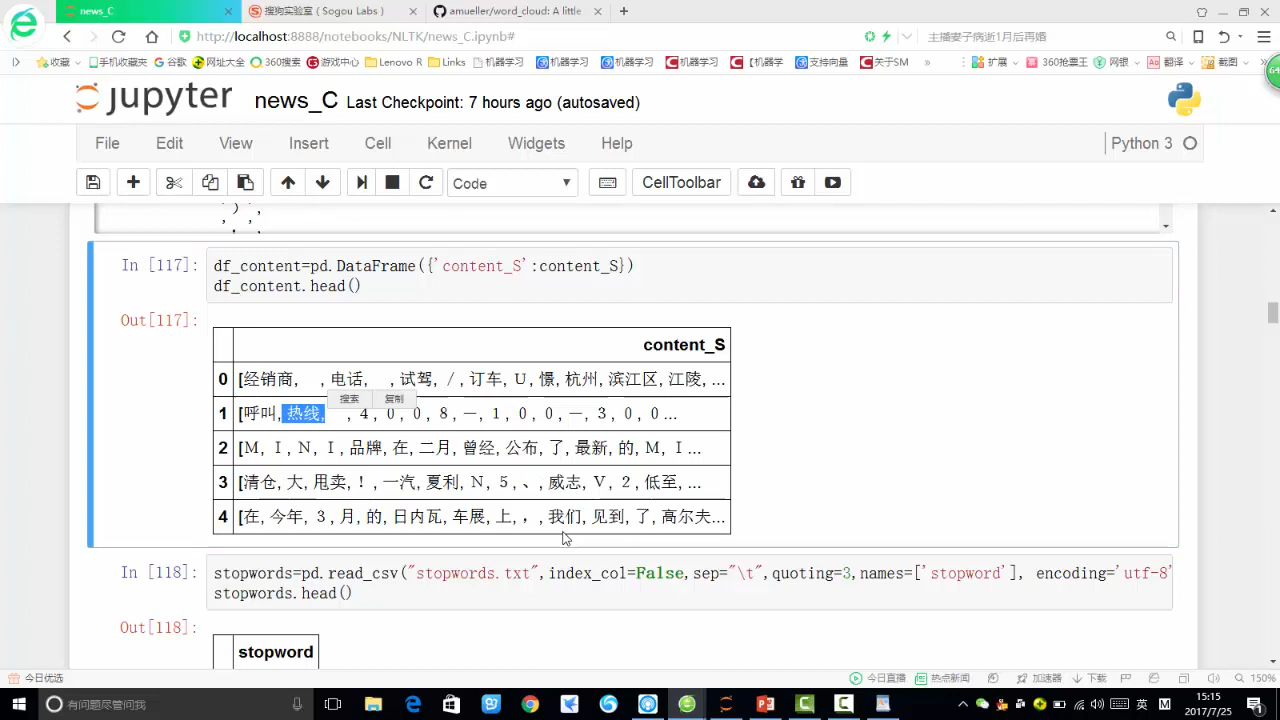 news_C
搜狗实验室 ( Sogou Labs )
amueller/word_cloud: A little
http://localhost:8888/notebooks/NLTK/news_C.ipynb#
主播妻子病逝1月后再婚
收藏 手机收藏夹 谷歌 网址大全 360搜索 游戏中心 Lenovo R Links 机器学习 机器学习 机器学习 机器学习 【机器学 支持向量 关于SM » 扩展 360抢票王 网银 翻译 截图
jupyter news_C Last Checkpoint: 7 hours ago (autosaved)
File Edit View Insert Cell Kernel Widgets Help Python 3
Code CellToolbar
In [117]: df_content=pd.DataFrame({'content_S':content_S})
df_content.head()
Out[117]:
content_S
0 [经销商, , 电话, , 试驾, /, 订车, U, 憬, 杭州, 滨江区, 江陵, ...
搜索 复制
1 [呼叫, 热线, , 4, 0, 0, 8, —, 1, 0, 0, —, 3, 0, 0...
2 [M, I, N, I, 品牌, 在, 二月, 曾经, 公布, 了, 最新, 的, M, I...
3 [清仓, 大, 甩卖, !, 一汽, 夏利, N, 5, 、, 威志, V, 2, 低至, ...
4 [在, 今年, 3, 月, 的, 日内瓦, 车展, 上, ，, 我们, 见到, 了, 高尔夫...
In [118]: stopwords=pd.read_csv("stopwords.txt",index_col=False,sep="\t",quoting=3,names=['stopword'], encoding='utf-8'
stopwords.head()
Out[118]:
stopword
今日优选 今日直播 热点新闻 加速器 下载 150%
有问题尽管问我
英
15:15
2017/7/25